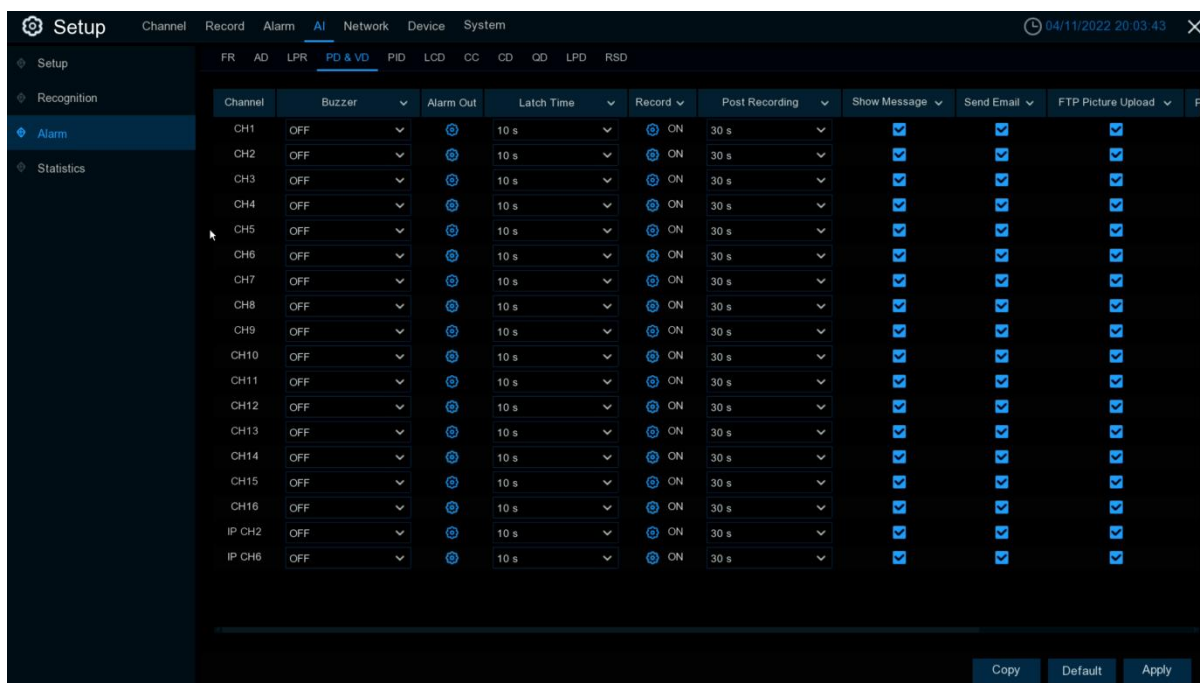 Setup Channel Record Alarm AI Network Device System 04/11/2022 20:03:43
Setup FR AD LPR PD & VD PID LCD CC CD QD LPD RSD
Recognition
Alarm
Statistics
Channel Buzzer Alarm Out Latch Time Record Post Recording Show Message Send Email FTP Picture Upload F
CH1 OFF 10 s ON 30 s
CH2 OFF 10 s ON 30 s
CH3 OFF 10 s ON 30 s
CH4 OFF 10 s ON 30 s
CH5 OFF 10 s ON 30 s
CH6 OFF 10 s ON 30 s
CH7 OFF 10 s ON 30 s
CH8 OFF 10 s ON 30 s
CH9 OFF 10 s ON 30 s
CH10 OFF 10 s ON 30 s
CH11 OFF 10 s ON 30 s
CH12 OFF 10 s ON 30 s
CH13 OFF 10 s ON 30 s
CH14 OFF 10 s ON 30 s
CH15 OFF 10 s ON 30 s
CH16 OFF 10 s ON 30 s
IP CH2 OFF 10 s ON 30 s
IP CH6 OFF 10 s ON 30 s
Copy Default Apply